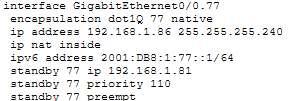 interface GigabitEthernet0/0.77
encapsulation dot1Q 77 native
ip address 192.168.1.86 255.255.255.240
ip nat inside
ipv6 address 2001:DB8:1:77::1/64
standby 77 ip 192.168.1.81
standby 77 priority 110
standby 77 preempt